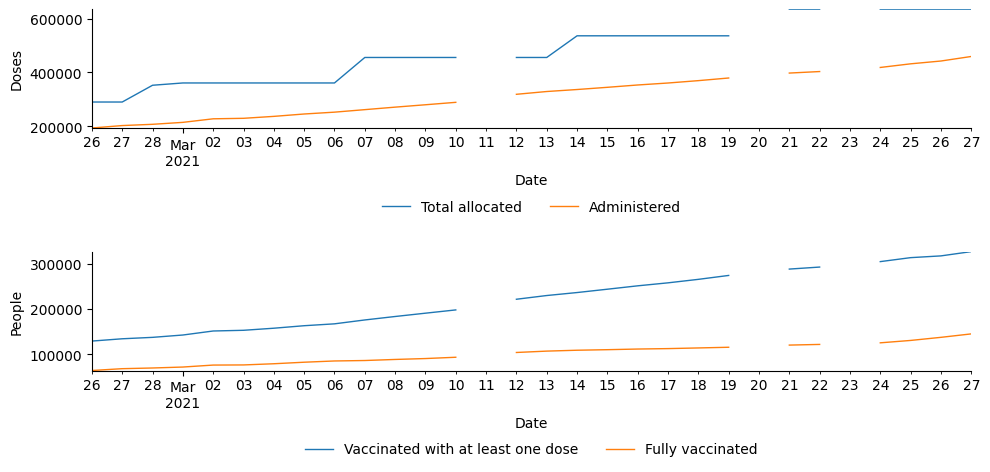 600000
400000
200000
Doses
26 27 28 Mar 2021 02 03 04 05 06 07 08 09 10 11 12 13 14 15 16 17 18 19 20 21 22 23 24 25 26 27
Date
Total allocated Administered
300000
200000
100000
People
26 27 28 Mar 2021 02 03 04 05 06 07 08 09 10 11 12 13 14 15 16 17 18 19 20 21 22 23 24 25 26 27
Date
Vaccinated with at least one dose Fully vaccinated